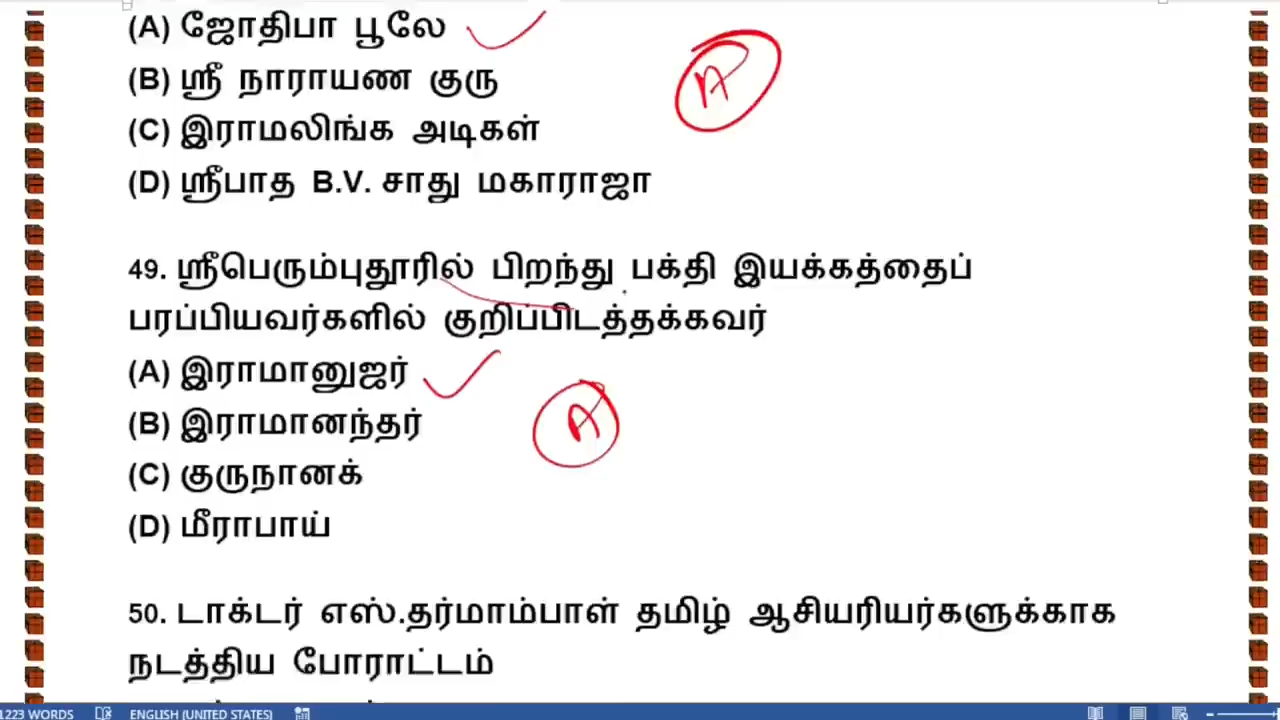 (A) ஜோதிபா பூலே
A
(B) ஸ்ரீ நாராயண குரு
(C) இராமலிங்க அடிகள்
(D) ஸ்ரீபாத B.V. சாது மகாராஜா
49. ஸ்ரீபெரும்புதூரில் பிறந்து பக்தி இயக்கத்தைப்
பரப்பியவர்களில் குறிப்பிடத்தக்கவர்
(A) இராமானுஜர்
A
(B) இராமானந்தர்
(C) குருநானக்
(D) மீராபாய்
50. டாக்டர் எஸ்.தர்மாம்பாள் தமிழ் ஆசியரியர்களுக்காக
நடத்திய போராட்டம்
1223 WORDS ENGLISH (UNITED STATES)